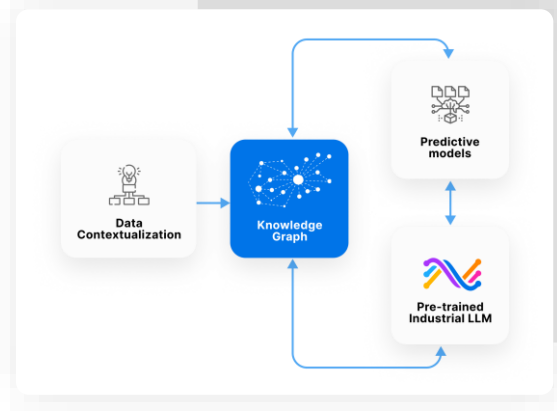 Data
Contextualization
Knowledge
Graph
Predictive
models
Pre-trained
Industrial LLM